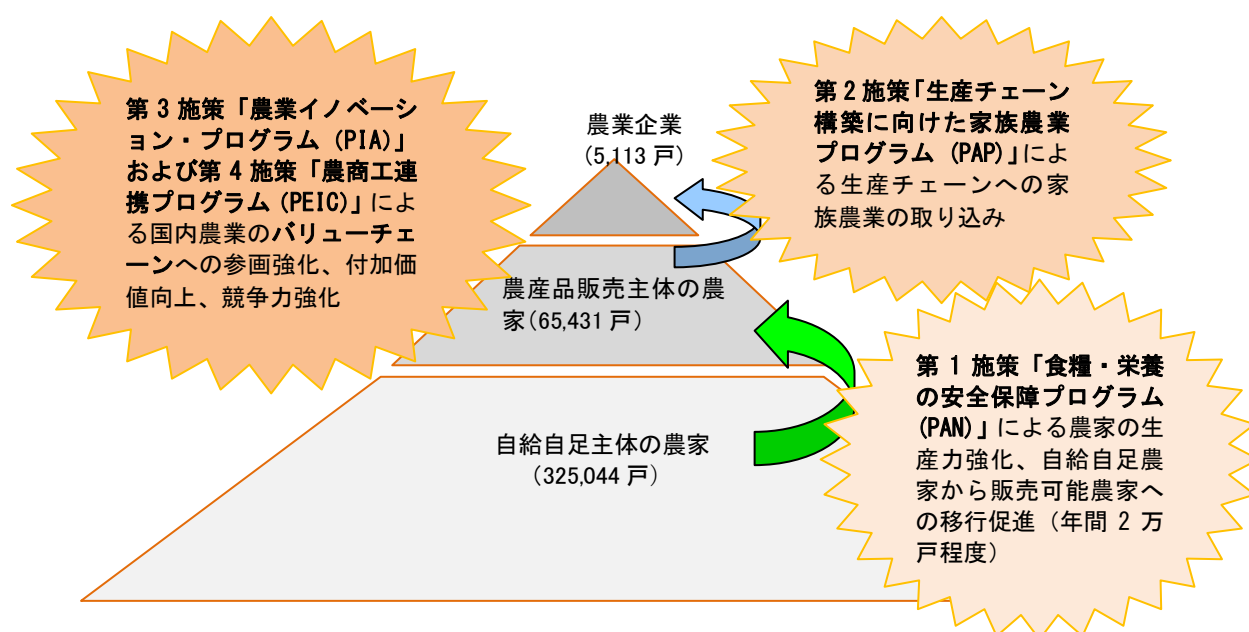 第 3 施策「農業イノベーシ
ョン・プログラム (PIA)」
および第 4 施策「農商工連
携プログラム (PEIC)」によ
る国内農業のバリューチェ
ーンへの参画強化、付加価
値向上、競争力強化
農業企業
(5,113 戸)
第 2 施策「生産チェーン
構築に向けた家族農業
プログラム (PAP)」によ
る生産チェーンへの家
族農業の取り込み
農産品販売主体の農
家(65,431 戸)
第 1 施策「食糧・栄養
の安全保障プログラム
(PAN)」による農家の生
産力強化、自給自足農
家から販売可能農家へ
の移行促進（年間 2 万
戸程度）
自給自足主体の農家
(325,044 戸)